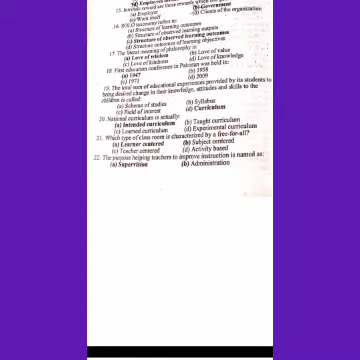 (d) Employees
15. Intrinsic reward are those rewards which
(a) Employer
(b) Government
(c) Work itself
(d) Clients of the organization
16. SOLO taxonomy refers to:
(a) Structure of learning outcomes
(b) Structure of observed learning outputs
(c) Structure of observed learning outcomes
(d) Structure outcomes of learning objectives
17. The literal meaning of philosophy is:
(a) Love of wisdom (b) Love of value
(c) Love of kindness (d) Love of knowledge
18. First education conference in Pakistan was held in:
(a) 1947 (b) 1958
(c) 1971 (d) 2009
19. The total sum of educational experiences provided by its students to
being desired change in their knowledge, attitudes and skills to the
children is called:
(a) Scheme of studies (b) Syllabus
(c) Field of interest (d) Curriculum
20. National curriculum is actually:
(a) Intended curriculum (b) Taught curriculum
(c) Learned curriculum (d) Experimental curriculum
21. Which type of class room is characterized by a free-for-all?
(a) Learner centered (b) Subject centered
(c) Teacher centered (d) Activity based
22. The purpose helping teachers to improve instruction is named as:
(a) Supervision (b) Administration